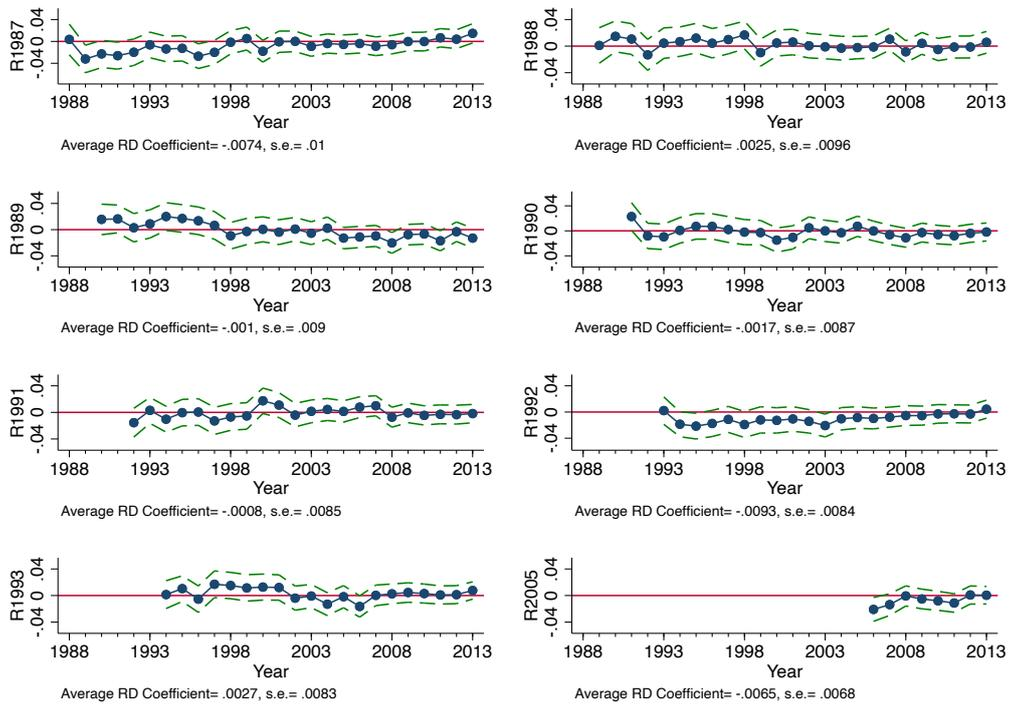 R1987
-.04 0 .04
1988 1993 1998 2003 2008 2013
Year
Average RD Coefficient= -.0074, s.e.= .01
R1988
-.04 0 .04
1988 1993 1998 2003 2008 2013
Year
Average RD Coefficient= .0025, s.e.= .0096
R1989
-.04 0 .04
1988 1993 1998 2003 2008 2013
Year
Average RD Coefficient= -.001, s.e.= .009
R1990
-.04 0 .04
1988 1993 1998 2003 2008 2013
Year
Average RD Coefficient= -.0017, s.e.= .0087
R1991
-.04 0 .04
1988 1993 1998 2003 2008 2013
Year
Average RD Coefficient= -.0008, s.e.= .0085
R1992
-.04 0 .04
1988 1993 1998 2003 2008 2013
Year
Average RD Coefficient= -.0093, s.e.= .0084
R1993
-.04 0 .04
1988 1993 1998 2003 2008 2013
Year
Average RD Coefficient= .0027, s.e.= .0083
R2005
-.04 0 .04
1988 1993 1998 2003 2008 2013
Year
Average RD Coefficient= -.0065, s.e.= .0068